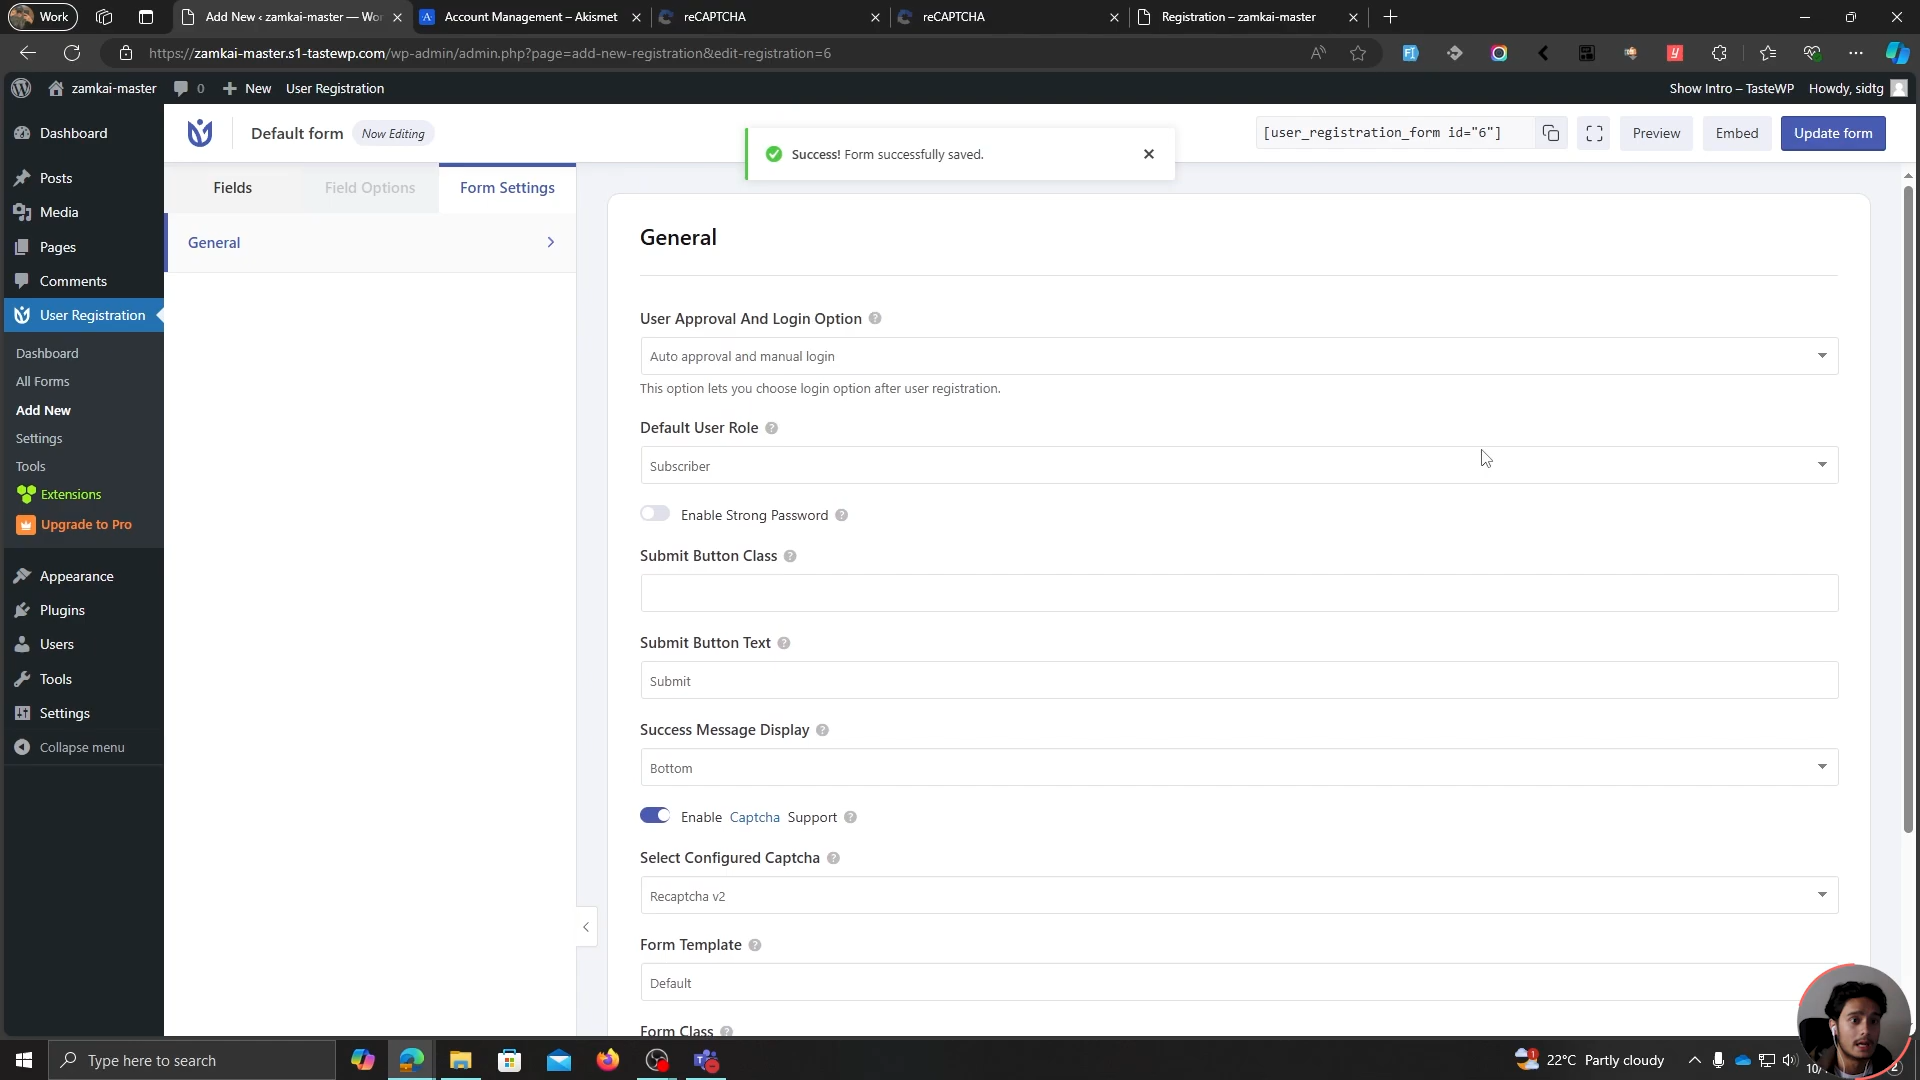 Work
Add New ‹ zamkai-master — Wor
Account Management – Akismet
reCAPTCHA
reCAPTCHA
Registration – zamkai-master
https://zamkai-master.s1-tastewp.com/wp-admin/admin.php?page=add-new-registration&edit-registration=6
zamkai-master
0
New
User Registration
Show Intro – TasteWP
Howdy, sidtg
Dashboard
Posts
Media
Pages
Comments
User Registration
Dashboard
All Forms
Add New
Settings
Tools
Extensions
Upgrade to Pro
Appearance
Plugins
Users
Tools
Settings
Collapse menu
Default form
Now Editing
Success! Form successfully saved.
[user_registration_form id="6"]
Preview
Embed
Update form
Fields
Field Options
Form Settings
General
General
User Approval And Login Option
Auto approval and manual login
This option lets you choose login option after user registration.
Default User Role
Subscriber
Enable Strong Password
Submit Button Class
Submit Button Text
Submit
Success Message Display
Bottom
Enable Captcha Support
Select Configured Captcha
Recaptcha v2
Form Template
Default
Form Class
Type here to search
22°C Partly cloudy
10/
2